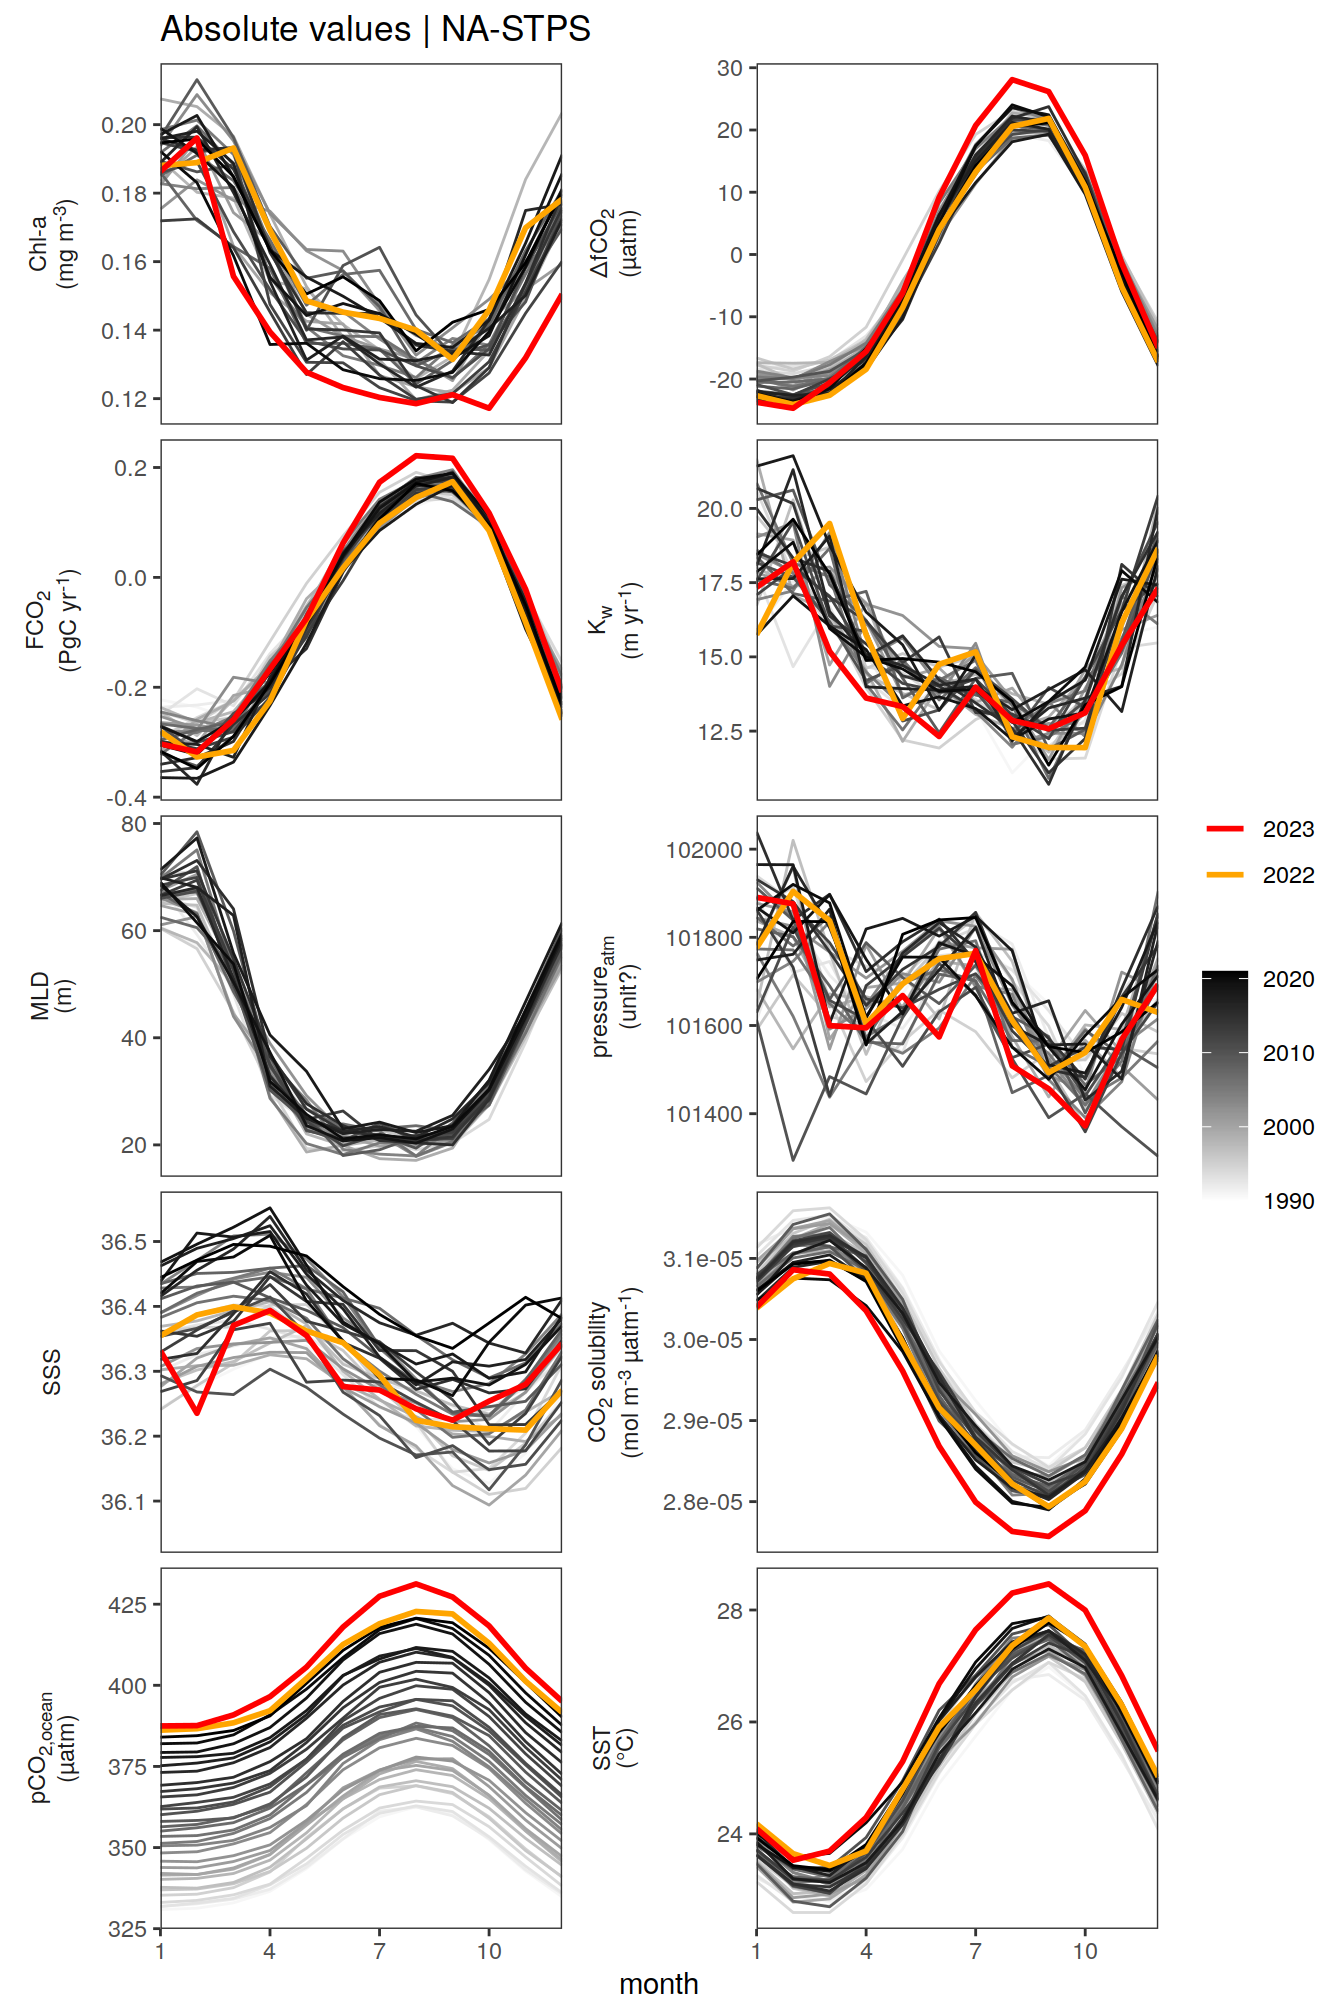 Absolute values | NA-STPS
Chl-a
(mg m-3)
0.20
0.18
0.16
0.14
0.12
ΔfCO2
(µatm)
30
20
10
0
-10
-20
FCO2
(PgC yr-1)
0.2
0.0
-0.2
-0.4
Kw
(m yr-1)
20.0
17.5
15.0
12.5
MLD
(m)
80
60
40
20
pressureatm
(unit?)
102000
101800
101600
101400
SSS
36.5
36.4
36.3
36.2
36.1
CO2 solubility
(mol m-3 µatm-1)
3.1e-05
3.0e-05
2.9e-05
2.8e-05
pCO2,ocean
(µatm)
425
400
375
350
325
SST
(°C)
28
26
24
1
4
7
10
1
4
7
10
month
2023
2022
2020
2010
2000
1990